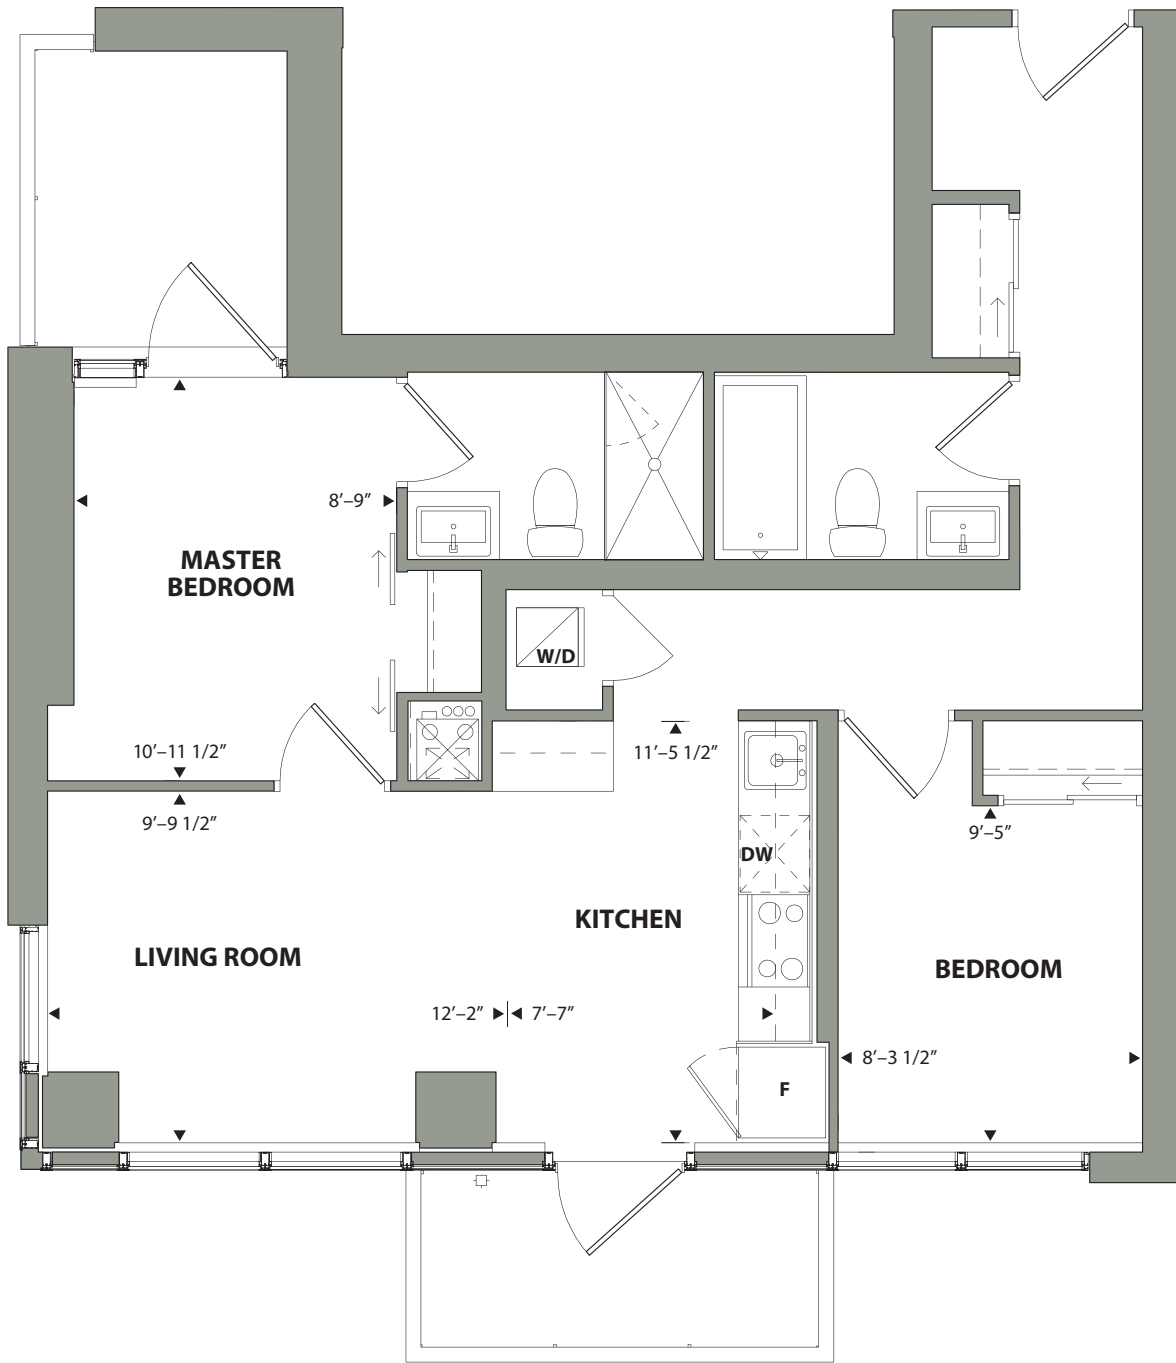 8’–9”
MASTER
BEDROOM
W/D
10’–11 1/2”
11’–5 1/2”
9’–9 1/2”
9’–5”
DW
KITCHEN
LIVING ROOM
BEDROOM
12’–2” 7’–7”
8’–3 1/2”
F